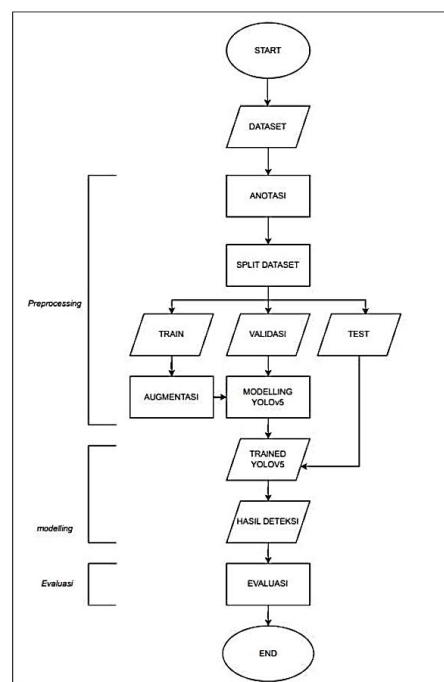 START
DATASET
ANOTASI
SPLIT DATASET
Preprocessing
TRAIN
VALIDASI
TEST
AUGMENTASI
MODELLING
YOLOv5
TRAINED
YOLOV5
modelling
HASIL DETEKSI
Evaluasi
EVALUASI
END